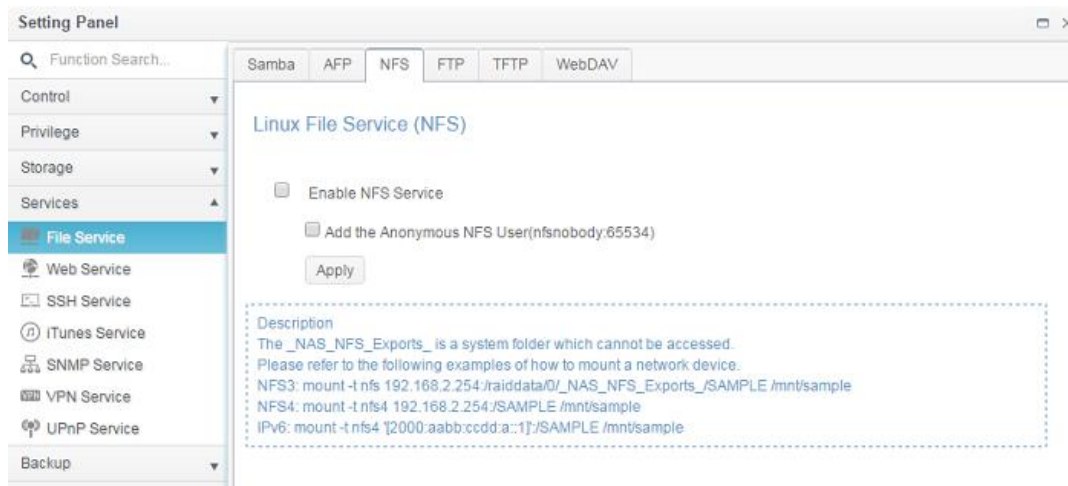 Setting Panel
Function Search...
Control
Privilege
Storage
Services
File Service
Web Service
SSH Service
iTunes Service
SNMP Service
VPN Service
UPnP Service
Backup
Samba AFP NFS FTP TFTP WebDAV
Linux File Service (NFS)
Enable NFS Service
Add the Anonymous NFS User(nfsnobody:65534)
Apply
Description
The _NAS_NFS_Exports_ is a system folder which cannot be accessed.
Please refer to the following examples of how to mount a network device.
NFS3: mount -t nfs 192.168.2.254:/raiddata/0/_NAS_NFS_Exports_/SAMPLE /mnt/sample
NFS4: mount -t nfs4 192.168.2.254:/SAMPLE /mnt/sample
IPv6: mount -t nfs4 '[2000:aabb:ccdd:a::1]':/SAMPLE /mnt/sample